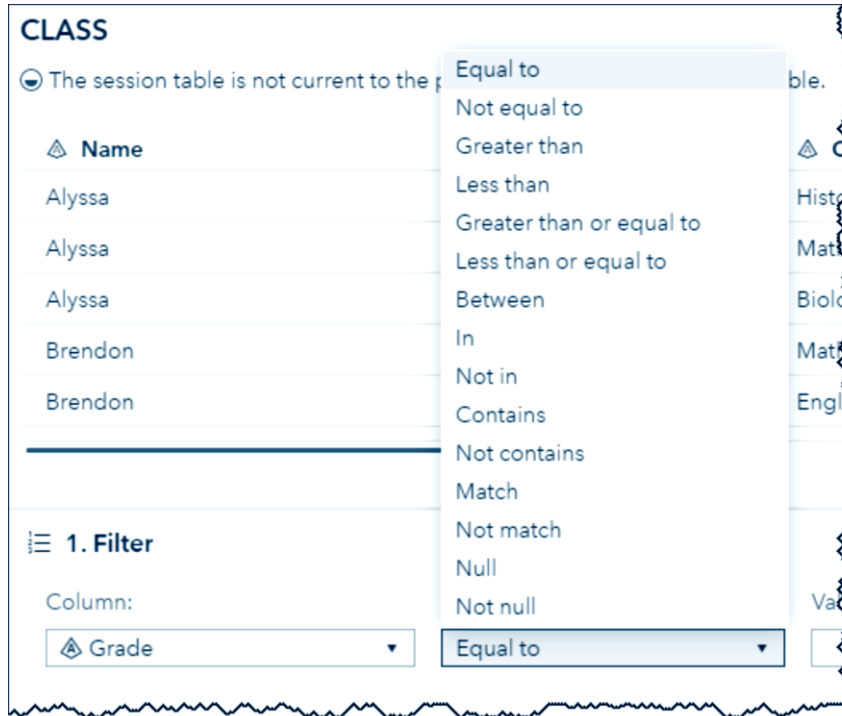 CLASS
The session table is not current to the p
ble.
Name
Alyssa
Alyssa
Alyssa
Brendon
Brendon
Equal to
Not equal to
Greater than
Less than
Greater than or equal to
Less than or equal to
Between
In
Not in
Contains
Not contains
Match
Not match
Null
Not null
1. Filter
Column:
Grade
Equal to